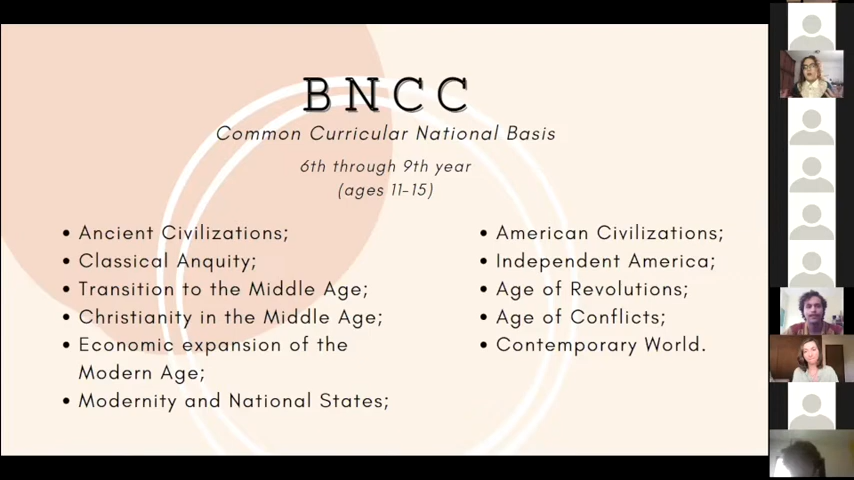 BNCC
Common Curricular National Basis
6th through 9th year
(ages 11-15)
• Ancient Civilizations;
• Classical Anquity;
• Transition to the Middle Age;
• Christianity in the Middle Age;
• Economic expansion of the
Modern Age;
• Modernity and National States;
• American Civilizations;
• Independent America;
• Age of Revolutions;
• Age of Conflicts;
• Contemporary World.